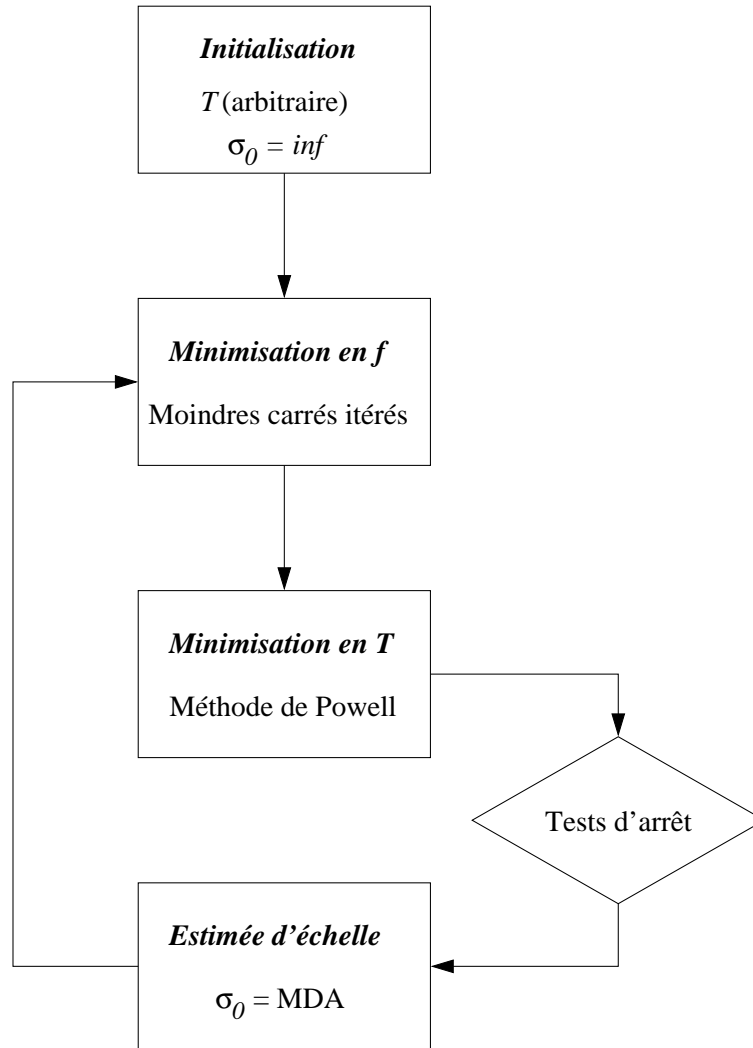 Initialisation
T (arbitraire)
σ0 = inf
Minimisation en f
Moindres carrés itérés
Minimisation en T
Méthode de Powell
Tests d’arrêt
Estimée d’échelle
σ0 = MDA